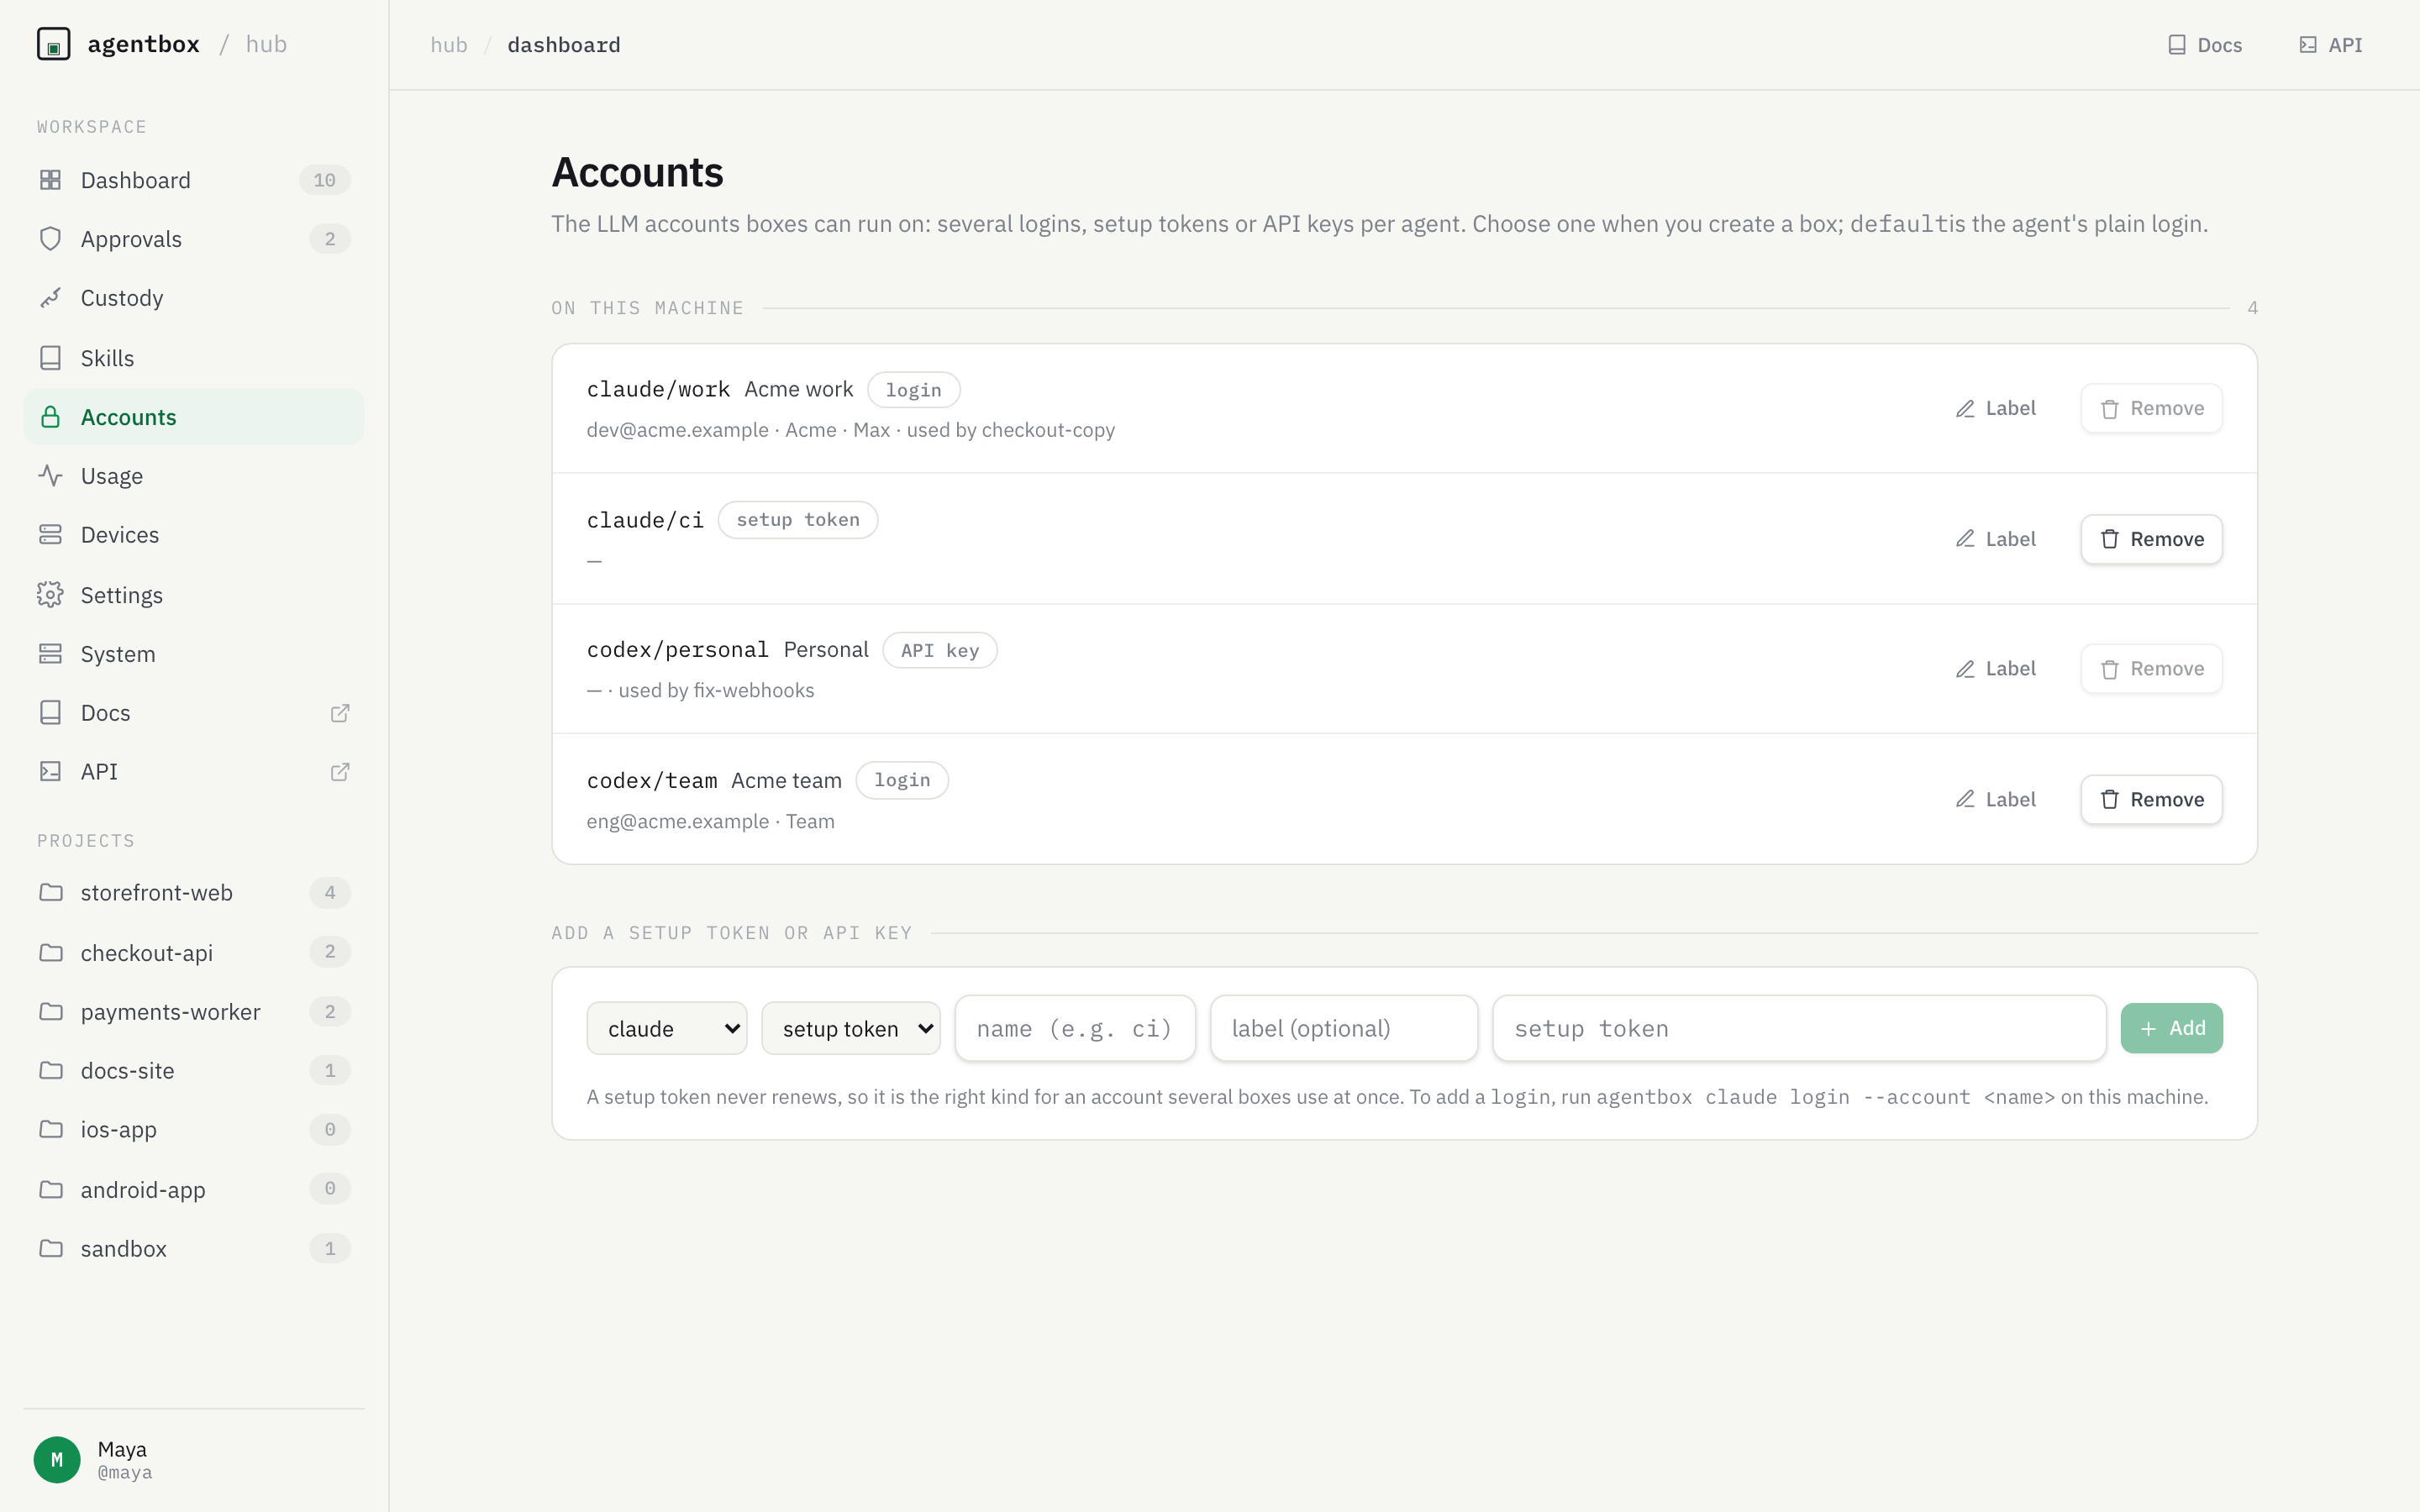 agentbox / hub
hub / dashboard
Docs
API
WORKSPACE
Dashboard 10
Approvals 2
Custody
Skills
Accounts
Usage
Devices
Settings
System
Docs
API
PROJECTS
storefront-web 4
checkout-api 2
payments-worker 2
docs-site 1
ios-app 0
android-app 0
sandbox 1
M
Maya
@maya
Accounts
The LLM accounts boxes can run on: several logins, setup tokens or API keys per agent. Choose one when you create a box; defaultis the agent's plain login.
ON THIS MACHINE 4
claude/work Acme work login
dev@acme.example · Acme · Max · used by checkout-copy
Label Remove
claude/ci setup token
—
Label Remove
codex/personal Personal API key
— · used by fix-webhooks
Label Remove
codex/team Acme team login
eng@acme.example · Team
Label Remove
ADD A SETUP TOKEN OR API KEY
claude setup token name (e.g. ci) label (optional) setup token + Add
A setup token never renews, so it is the right kind for an account several boxes use at once. To add a login, run agentbox claude login --account <name> on this machine.